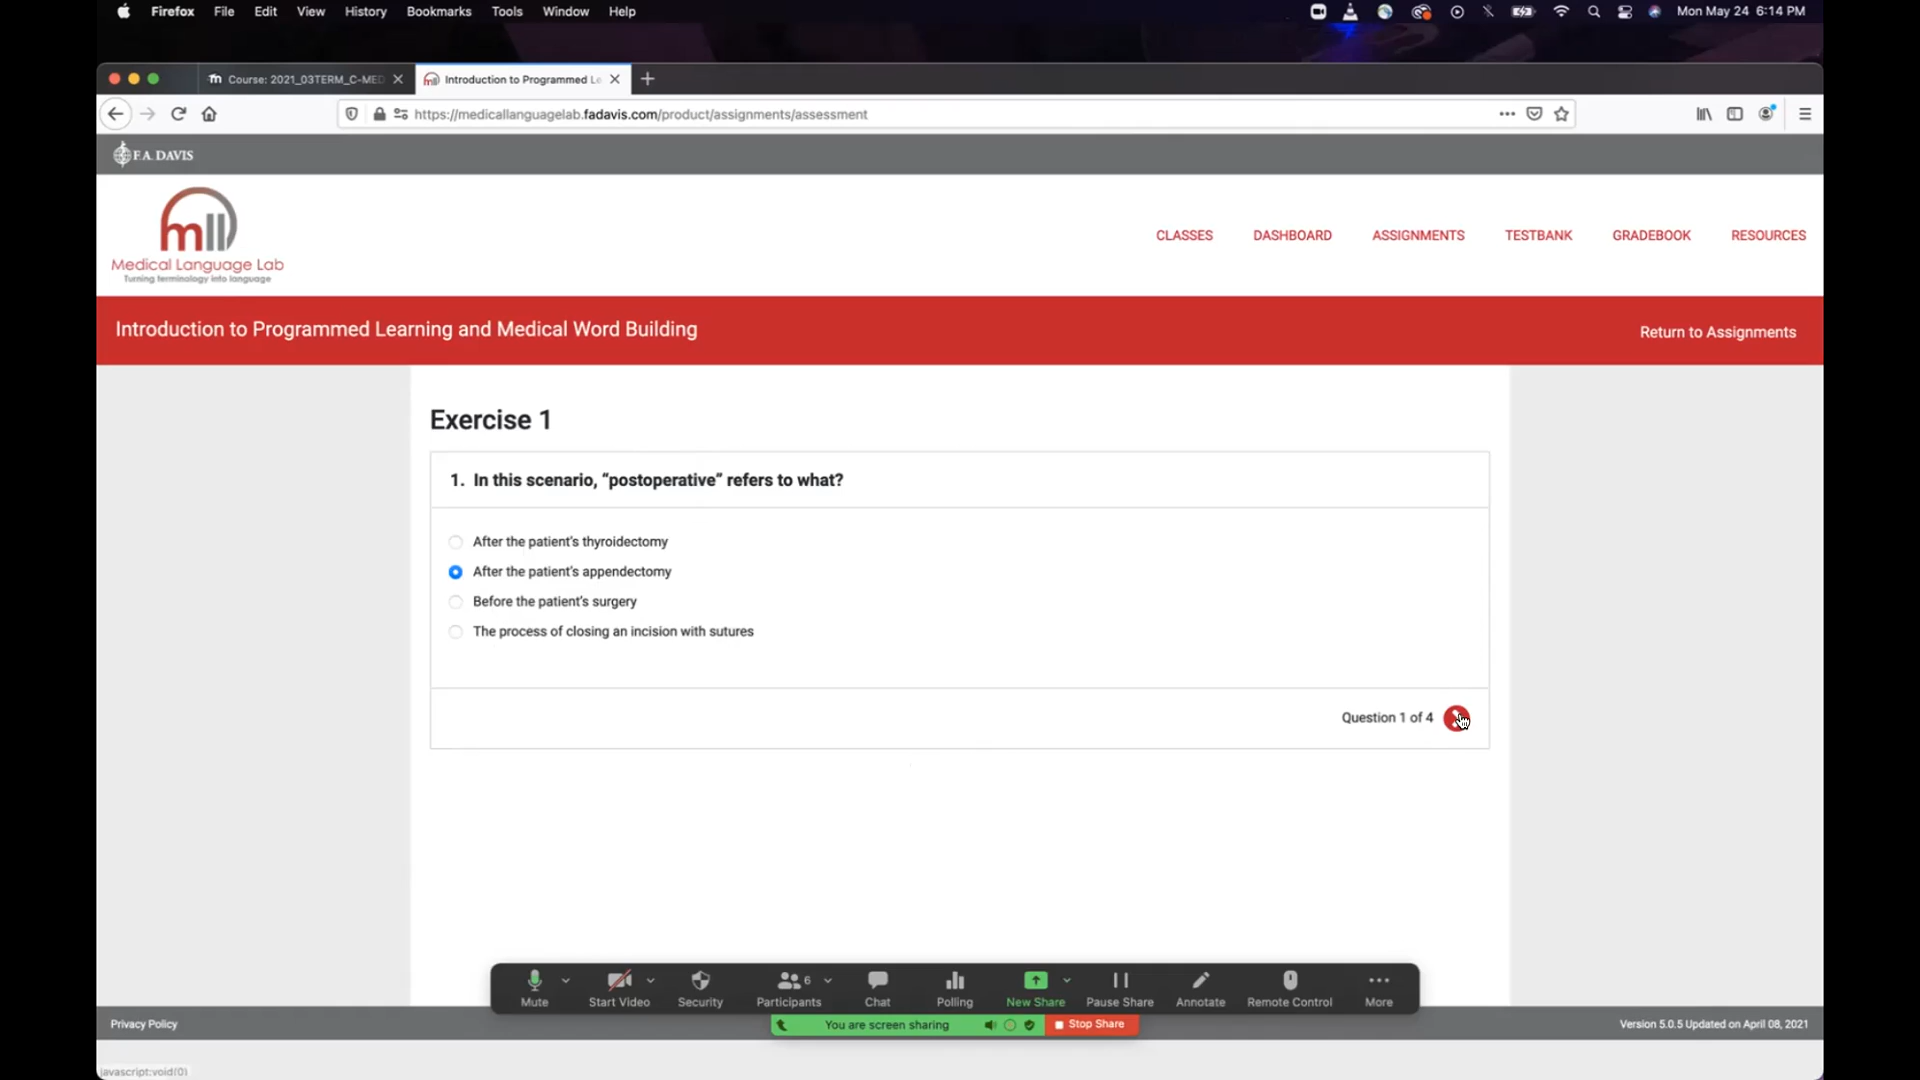 Firefox File Edit View History Bookmarks Tools Window Help Mon May 24 6:14 PM
Course: 2021_03TERM_C-MED Introduction to Programmed Le
https://medicallanguagelab.fadavis.com/product/assignments/assessment
F.A. DAVIS
mll
Medical Language Lab
Turning terminology into language
CLASSES DASHBOARD ASSIGNMENTS TESTBANK GRADEBOOK RESOURCES
Introduction to Programmed Learning and Medical Word Building
Return to Assignments
Exercise 1
1. In this scenario, “postoperative” refers to what?
After the patient's thyroidectomy
After the patient's appendectomy
Before the patient's surgery
The process of closing an incision with sutures
Question 1 of 4
6
Mute Start Video Security Participants Chat Polling New Share Pause Share Annotate Remote Control More
You are screen sharing Stop Share
Privacy Policy
Version 5.0.5 Updated on April 08, 2021
javascript:void(0)